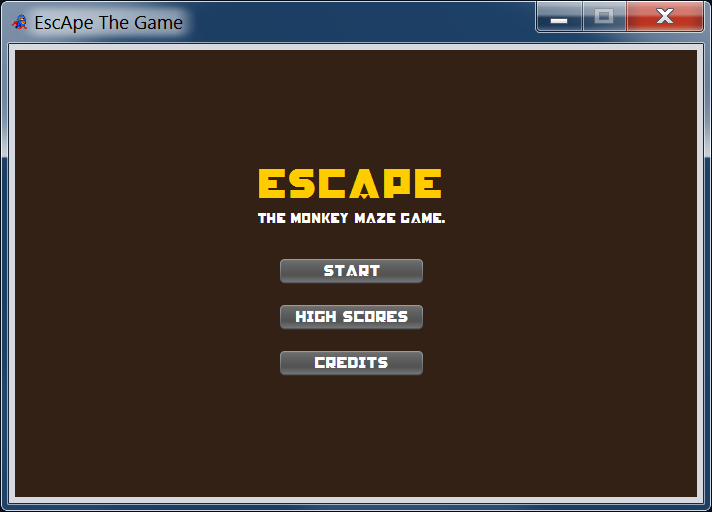 EscApe The Game
ESCAPE
THE MONKEY MAZE GAME.
START
HIGH SCORES
CREDITS